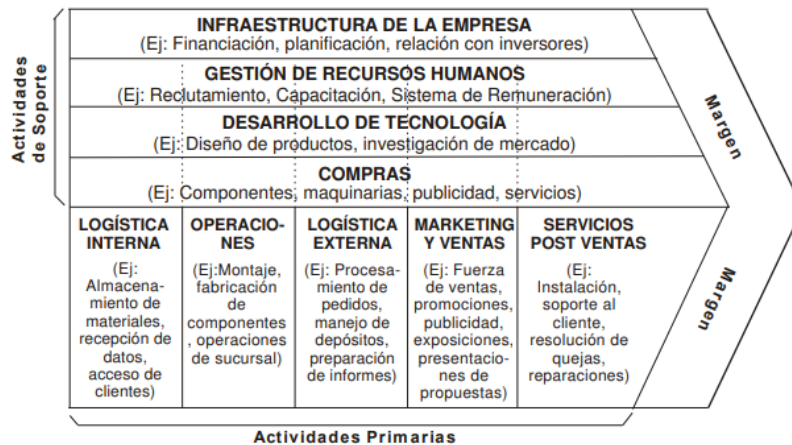 Actividades
de Soporte
INFRAESTRUCTURA DE LA EMPRESA
(Ej: Financiación, planificación, relación con inversores)
GESTIÓN DE RECURSOS HUMANOS
(Ej: Reclutamiento, Capacitación, Sistema de Remuneración)
DESARROLLO DE TECNOLOGÍA
(Ej: Diseño de productos, investigación de mercado)
COMPRAS
(Ej: Componentes, maquinarias, publicidad, servicios)
Margen
LOGÍSTICA
INTERNA
(Ej:
Almacena-
miento de
materiales,
recepción de
datos,
acceso de
clientes)
OPERACIO-
NES
(Ej:Montaje,
fabricación
de
componentes
, operaciones
de sucursal)
LOGÍSTICA
EXTERNA
(Ej: Procesa-
miento de
pedidos,
manejo de
depósitos,
preparación
de informes)
MARKETING
Y VENTAS
(Ej: Fuerza
de ventas,
promociones,
publicidad,
exposiciones,
presentacio-
nes de
propuestas)
SERVICIOS
POST VENTAS
(Ej:
Instalación,
soporte al
cliente,
resolución de
quejas,
reparaciones)
Margen
Actividades Primarias